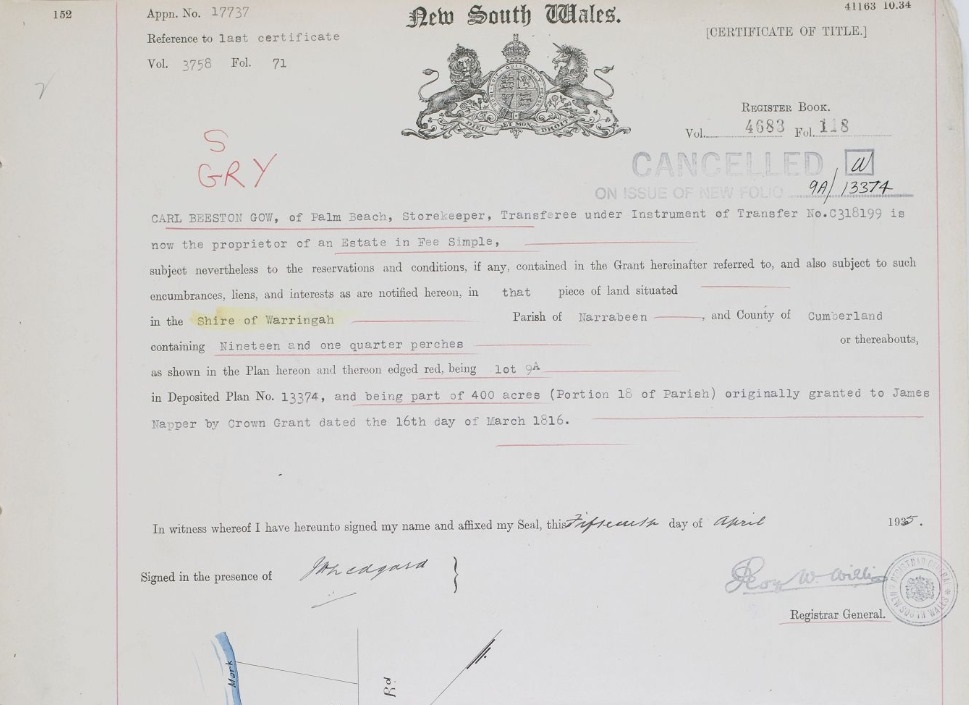 152
Appn. No. 17737
New South Wales.
41163 10.34
Reference to last certificate
[CERTIFICATE OF TITLE.]
Vol. 3758 Fol. 71
DIEU ET MON DROIT
REGISTER BOOK.
Vol. 4683 Fol. 118
S
GRY
CANCELLED W
ON ISSUE OF NEW FOLIO 9A/13374
CARL BEESTON GOW, of Palm Beach, Storekeeper, Transferee under Instrument of Transfer No.C318199 is
now the proprietor of an Estate in Fee Simple,
subject nevertheless to the reservations and conditions, if any, contained in the Grant hereinafter referred to, and also subject to such
encumbrances, liens, and interests as are notified hereon, in that piece of land situated
in the Shire of Warringah Parish of Narrabeen , and County of Cumberland
containing Nineteen and one quarter perches or thereabouts,
as shown in the Plan hereon and thereon edged red, being lot 9A
in Deposited Plan No. 13374, and being part of 400 acres (Portion 18 of Parish) originally granted to James
Napper by Crown Grant dated the 16th day of March 1816.
In witness whereof I have hereunto signed my name and affixed my Seal, this Fifteenth day of April 1935.
Signed in the presence of
Registrar General.
Mark
Rd